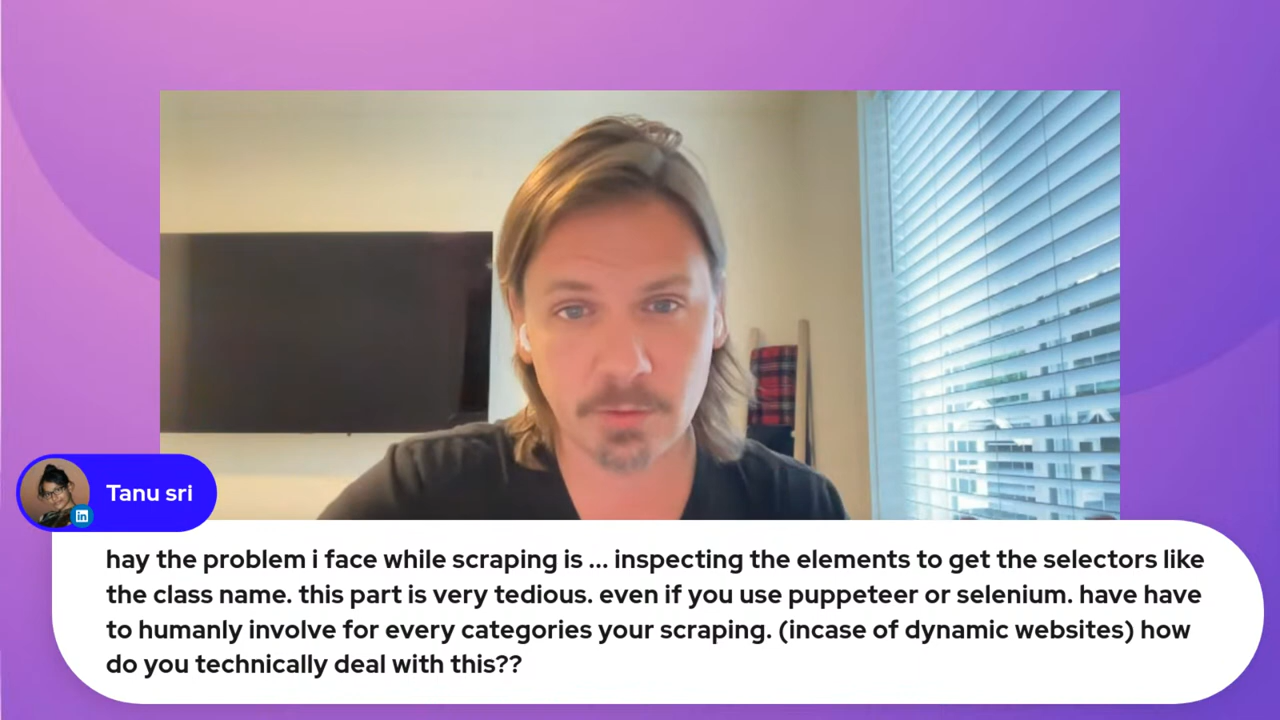 Tanu sri
in
hay the problem i face while scraping is ... inspecting the elements to get the selectors like
the class name. this part is very tedious. even if you use puppeteer or selenium. have have
to humanly involve for every categories your scraping. (incase of dynamic websites) how
do you technically deal with this??